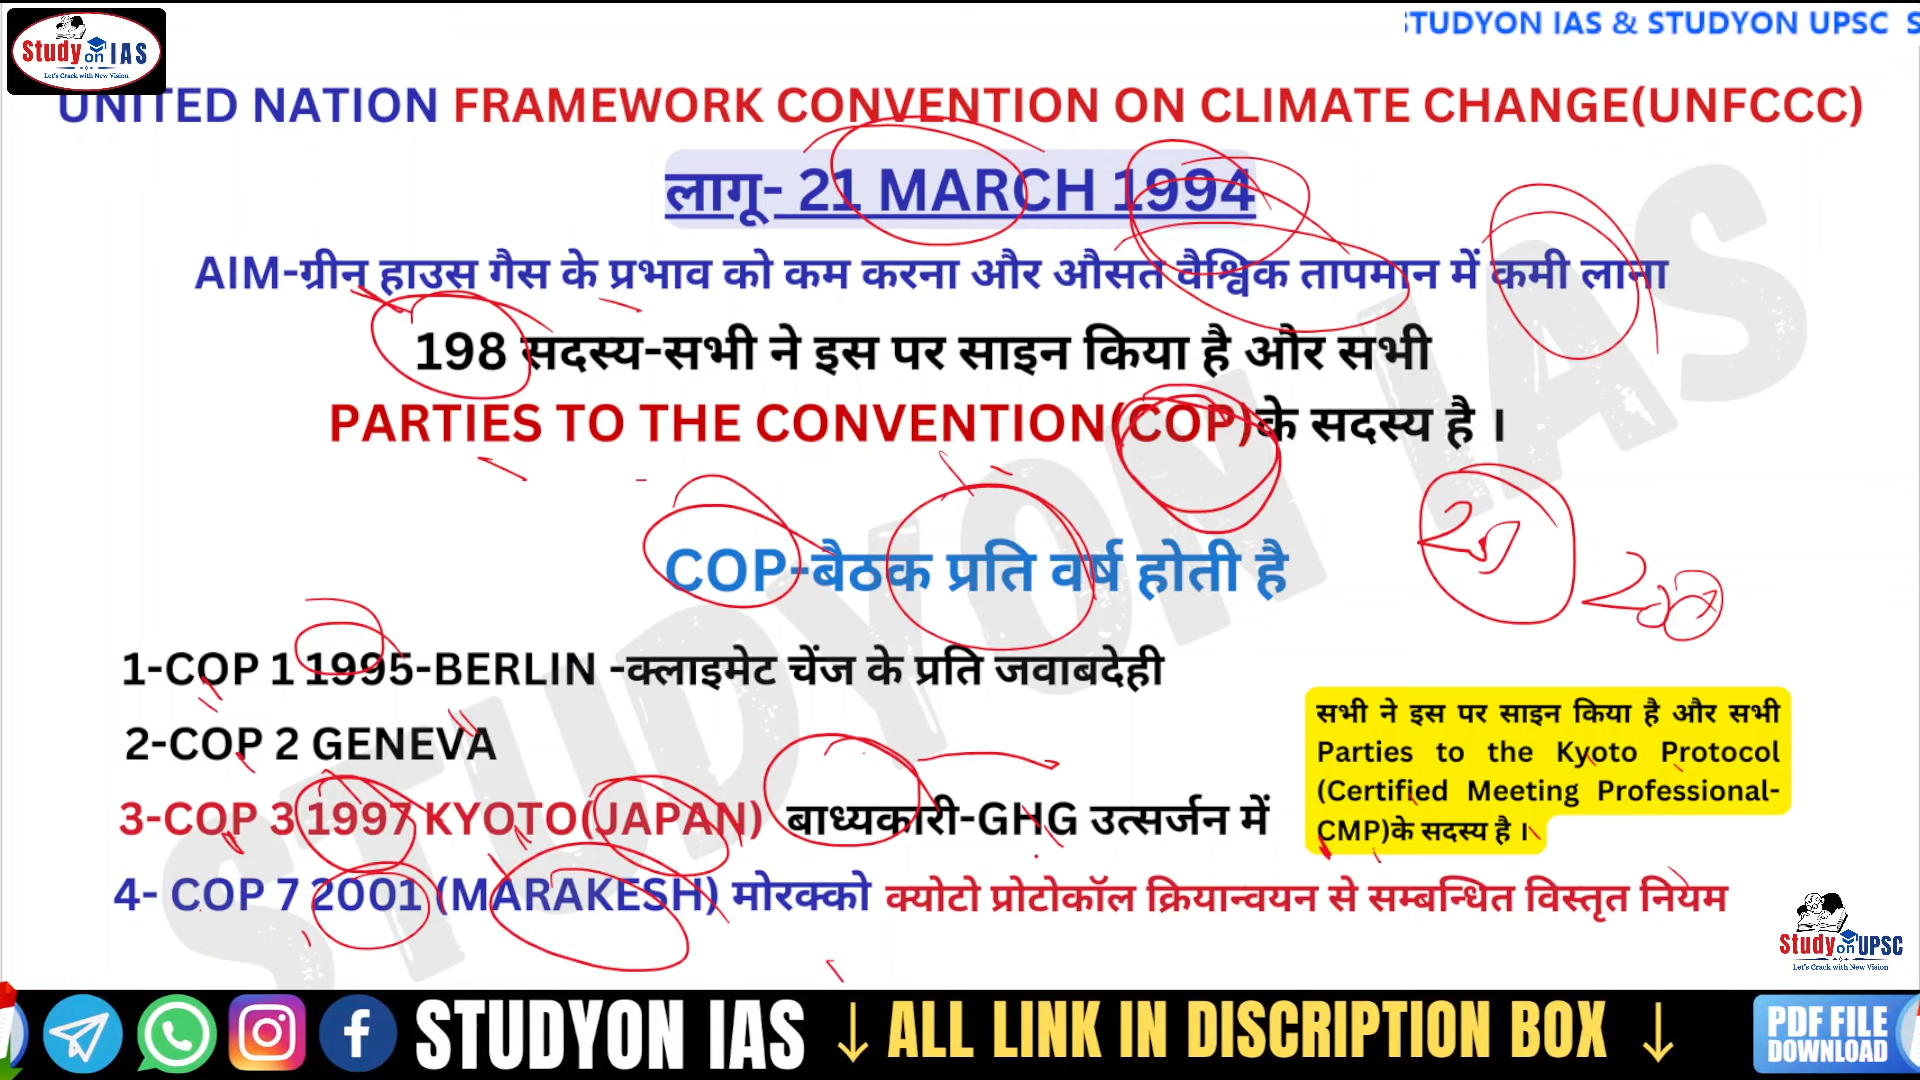 Study on IAS
Let's Crack with New Vision
STUDYON IAS & STUDYON UPSC S
UNITED NATION FRAMEWORK CONVENTION ON CLIMATE CHANGE(UNFCCC)
लागू- 21 MARCH 1994
AIM-ग्रीन हाउस गैस के प्रभाव को कम करना और औसत वैश्विक तापमान में कमी लाना
198 सदस्य-सभी ने इस पर साइन किया है और सभी
PARTIES TO THE CONVENTION(COP)के सदस्य है ।
COP-बैठक प्रति वर्ष होती है
1-COP 1 1995-BERLIN -क्लाइमेट चेंज के प्रति जवाबदेही
2-COP 2 GENEVA
3-COP 3 1997 KYOTO(JAPAN) बाध्यकारी-GHG उत्सर्जन में
4- COP 7 2001 (MARAKESH) मोरक्को क्योटो प्रोटोकॉल क्रियान्वयन से सम्बन्धित विस्तृत नियम
सभी ने इस पर साइन किया है और सभी
Parties to the Kyoto Protocol
(Certified Meeting Professional-
CMP)के सदस्य है ।
STUDYON IAS
Study on UPSC
Let's Crack with New Vision
STUDYON IAS ↓ ALL LINK IN DISCRIPTION BOX ↓
PDF FILE
DOWNLOAD